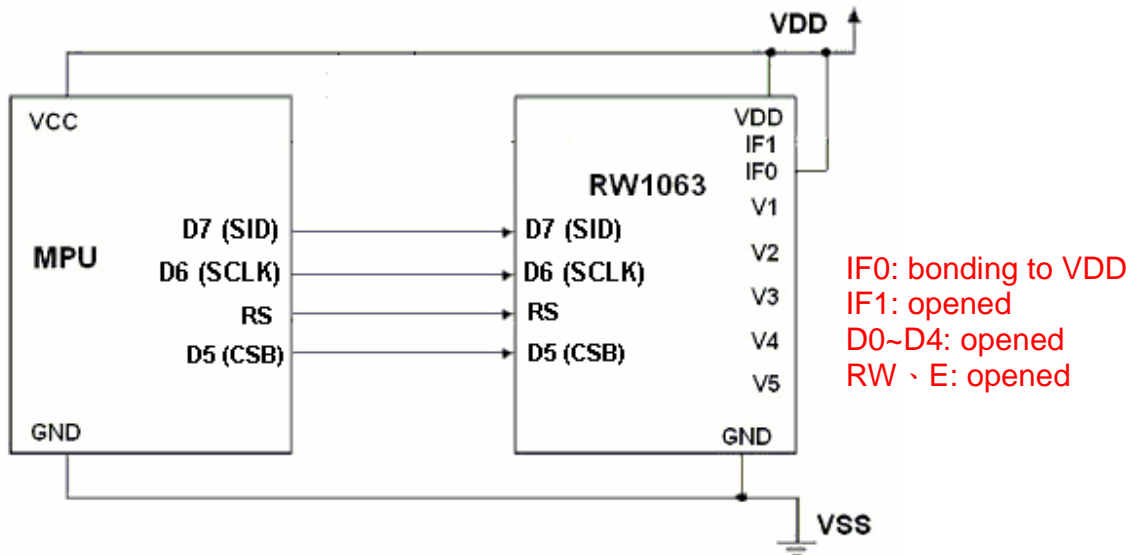 VDD
VCC
MPU
D7 (SID)
D6 (SCLK)
RS
D5 (CSB)
GND
RW1063
VDD
IF1
IF0
V1
V2
V3
V4
V5
D7 (SID)
D6 (SCLK)
RS
D5 (CSB)
GND
VSS
IF0: bonding to VDD
IF1: opened
D0~D4: opened
RW、E: opened